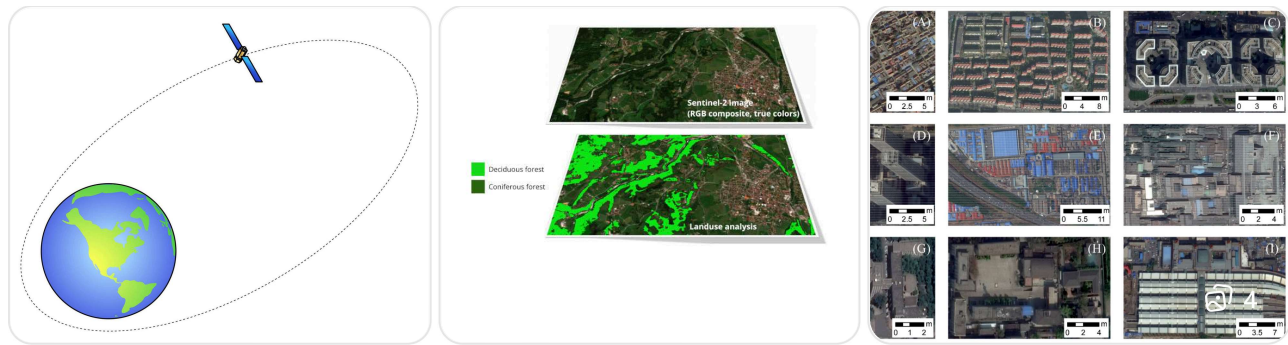 Sentinel-2 Image
(RGB composite, true colors)
Deciduous forest
Coniferous forest
Landuse analysis
(A)
m
0 2.5 5
(B)
m
0 4 8
(C)
m
0 3 6
(D)
m
0 2.5 5
(E)
m
0 5.5 11
(F)
m
0 2 4
(G)
m
0 1 2
(H)
m
0 2 4
(I)
4
m
0 3.5 7